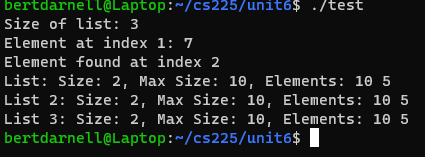 bertdarnell@Laptop:~/cs225/unit6$ ./test
Size of list: 3
Element at index 1: 7
Element found at index 2
List: Size: 2, Max Size: 10, Elements: 10 5
List 2: Size: 2, Max Size: 10, Elements: 10 5
List 3: Size: 2, Max Size: 10, Elements: 10 5
bertdarnell@Laptop:~/cs225/unit6$